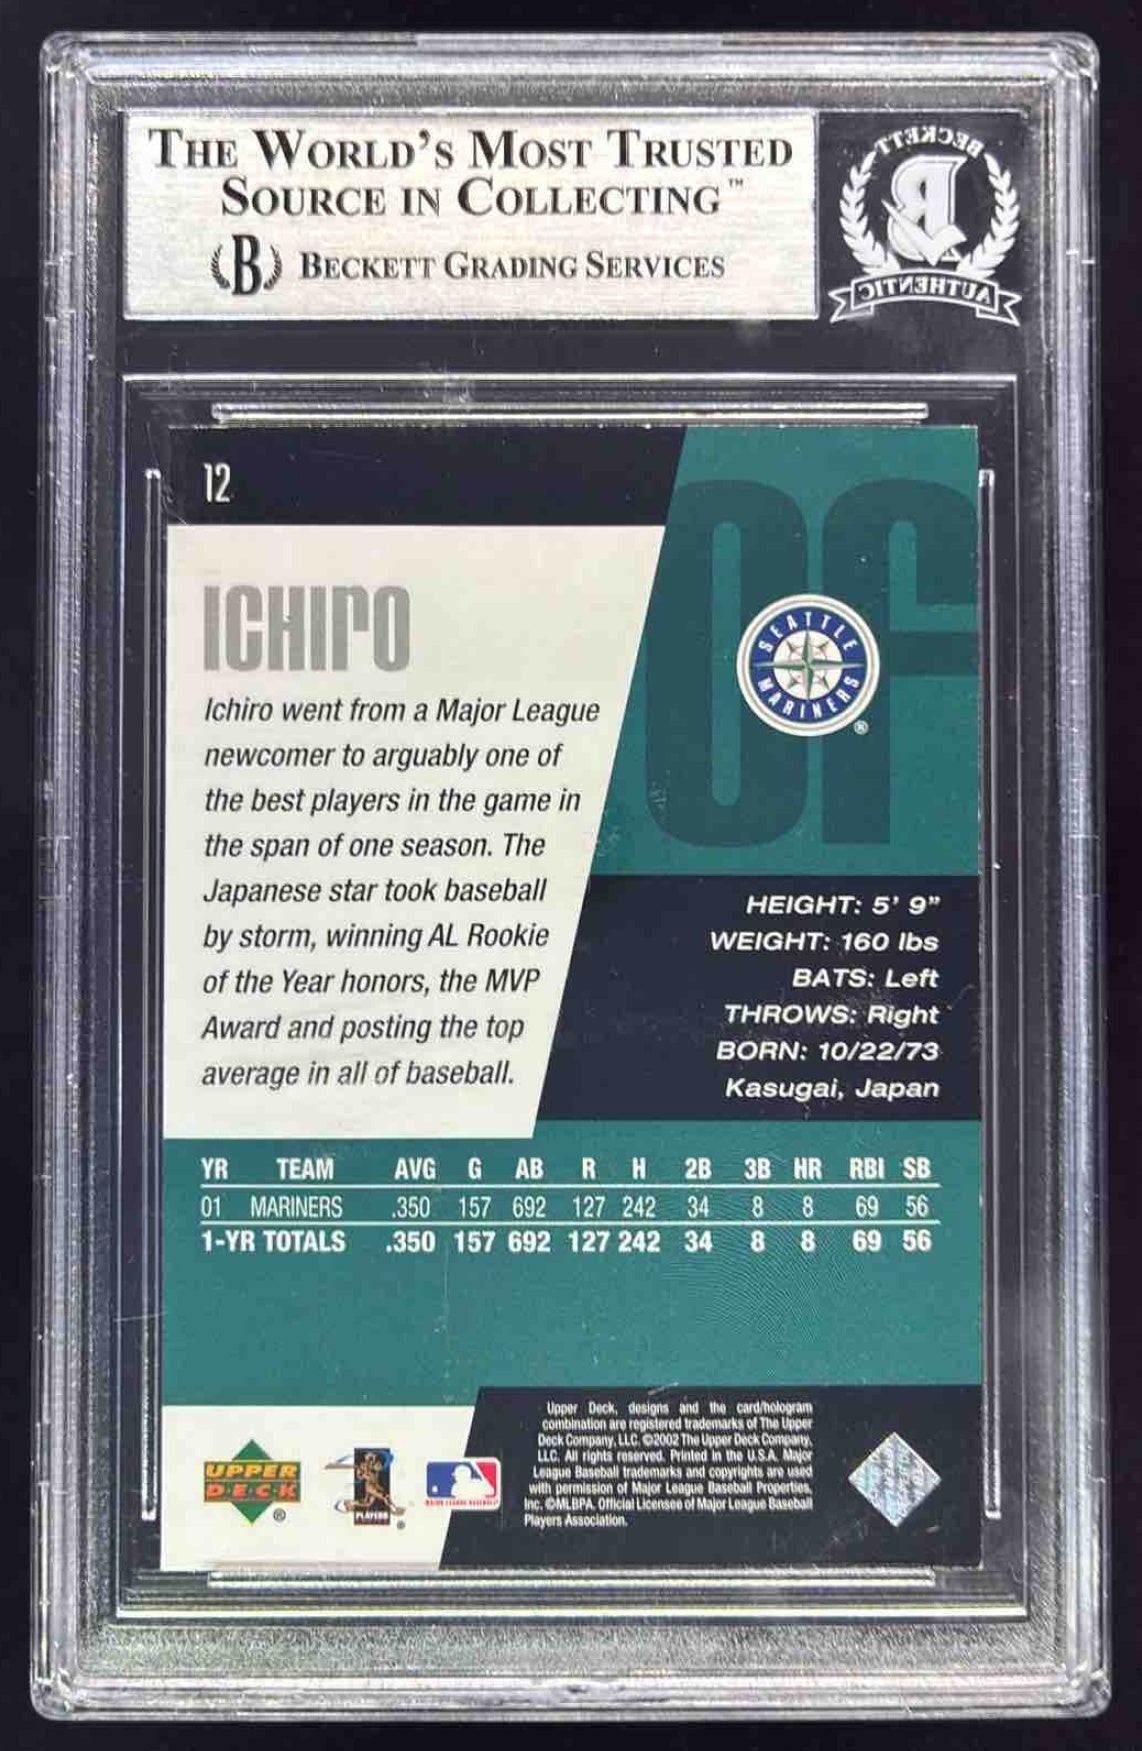 THE WORLD'S MOST TRUSTED
SOURCE IN COLLECTING™
B BECKETT GRADING SERVICES
BECKETT
B
AUTHENTIC
12
OF
ICHIRO
SEATTLE
MARINERS
®
Ichiro went from a Major League
newcomer to arguably one of
the best players in the game in
the span of one season. The
Japanese star took baseball
by storm, winning AL Rookie
of the Year honors, the MVP
Award and posting the top
average in all of baseball.
HEIGHT: 5' 9"
WEIGHT: 160 lbs
BATS: Left
THROWS: Right
BORN: 10/22/73
Kasugai, Japan
YR TEAM AVG G AB R H 2B 3B HR RBI SB
01 MARINERS .350 157 692 127 242 34 8 8 69 56
1-YR TOTALS .350 157 692 127 242 34 8 8 69 56
UPPER
DECK
®
PLAYERS
®
MAJOR LEAGUE BASEBALL
Upper Deck, designs and the card/hologram
combination are registered trademarks of The Upper
Deck Company, LLC. ©2002 The Upper Deck Company,
LLC. All rights reserved. Printed in the U.S.A. Major
League Baseball trademarks and copyrights are used
with permission of Major League Baseball Properties,
Inc. ©MLBPA. Official Licensee of Major League Baseball
Players Association.